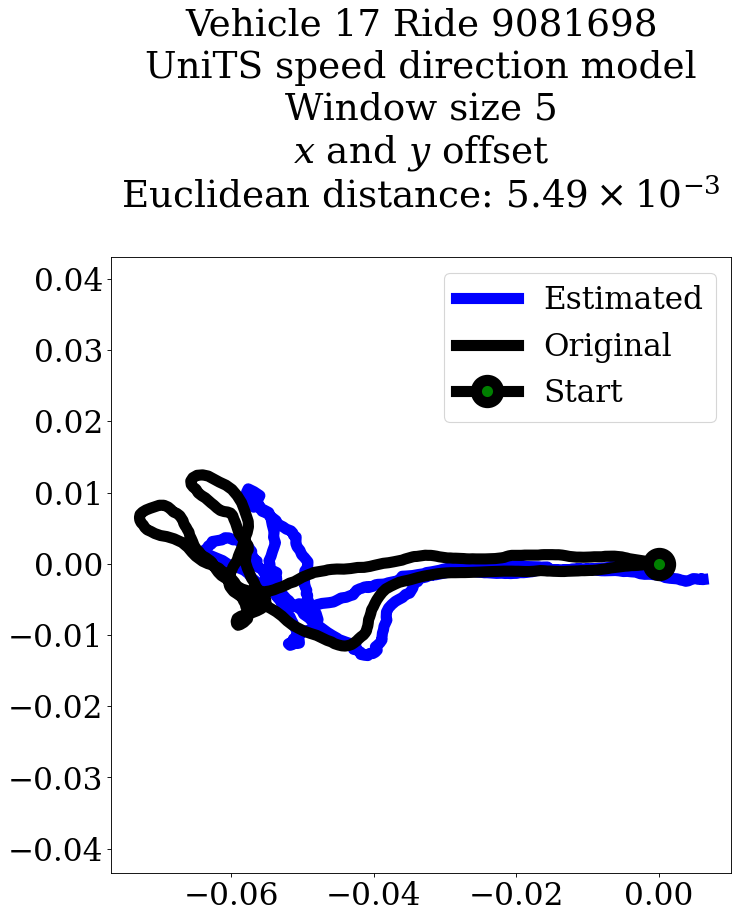 Vehicle 17 Ride 9081698
UniTS speed direction model
Window size 5
x and y offset
Euclidean distance: 5.49 × 10⁻³
Estimated
Original
Start
0.04
0.03
0.02
0.01
0.00
−0.01
−0.02
−0.03
−0.04
−0.06 −0.04 −0.02 0.00